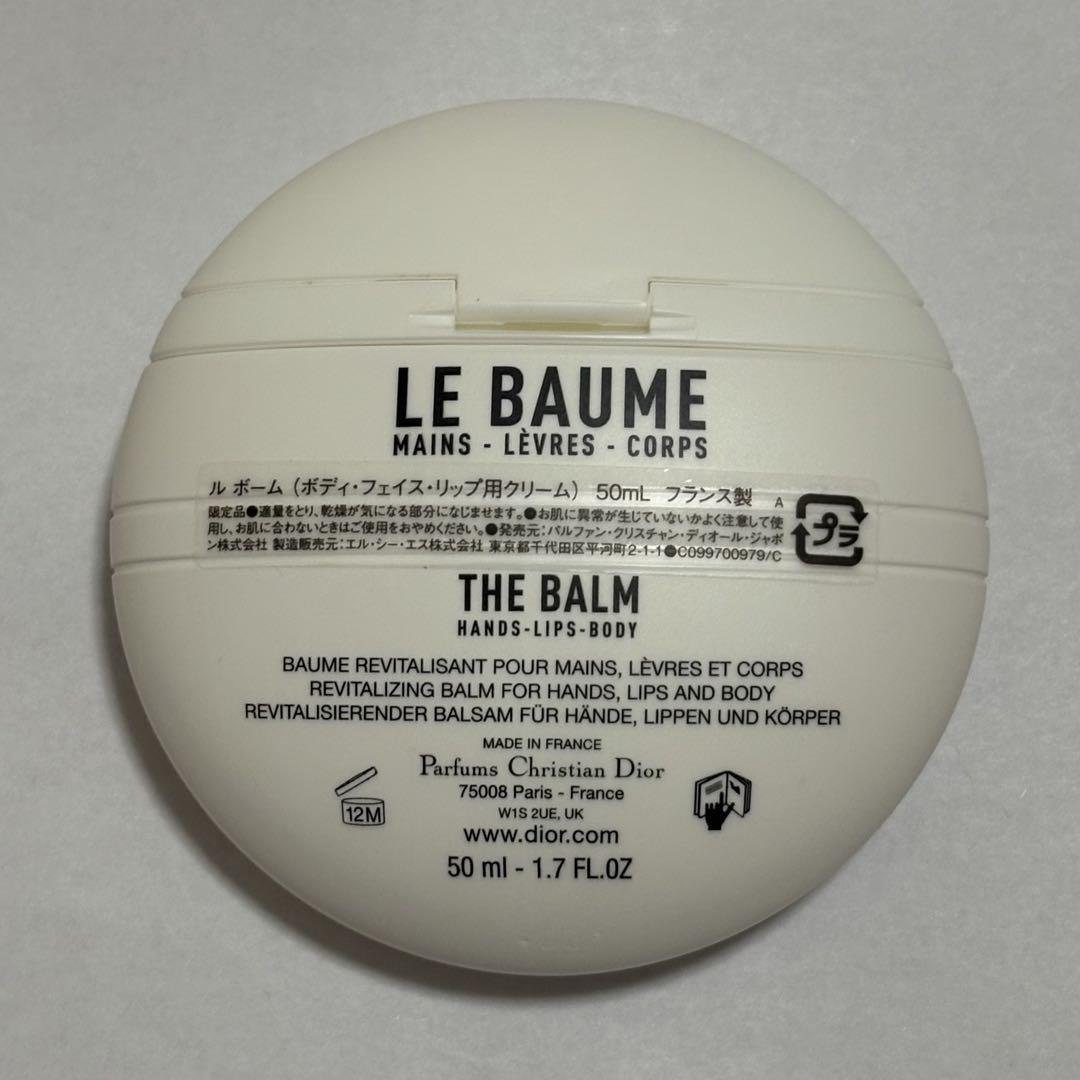 LE BAUME
MAINS - LÈVRES - CORPS
ル ボーム（ボディ・フェイス・リップ用クリーム） 50mL フランス製 A
限定品●適量をとり、乾燥が気になる部分になじませます。●お肌に異常が生じていないかよく注意して使
用し、お肌に合わないときはご使用をおやめください。●発売元：パルファン・クリスチャン・ディオール・ジャポ
ン株式会社 製造販売元：エル・シー・エス株式会社 東京都千代田区平河町2-1-1●C099700979/C
プラ
THE BALM
HANDS-LIPS-BODY
BAUME REVITALISANT POUR MAINS, LÈVRES ET CORPS
REVITALIZING BALM FOR HANDS, LIPS AND BODY
REVITALISIERENDER BALSAM FÜR HÄNDE, LIPPEN UND KÖRPER
MADE IN FRANCE
Parfums Christian Dior
75008 Paris - France
W1S 2UE, UK
www.dior.com
12M
50 ml - 1.7 FL.OZ